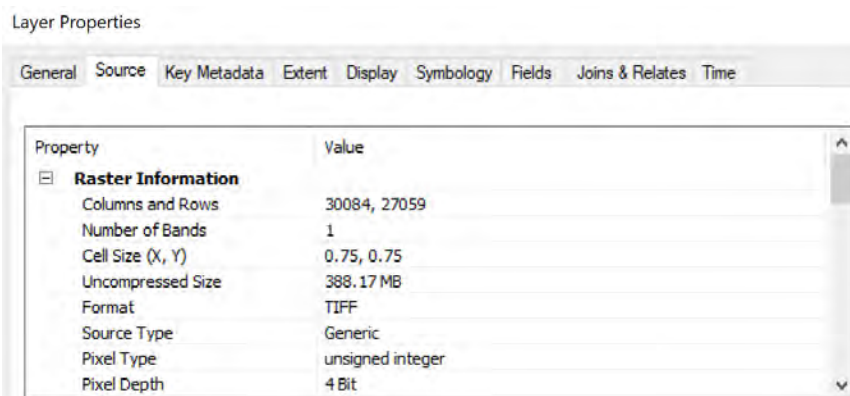 Layer Properties
General Source Key Metadata Extent Display Symbology Fields Joins & Relates Time
Property Value
Raster Information
Columns and Rows 30084, 27059
Number of Bands 1
Cell Size (X, Y) 0.75, 0.75
Uncompressed Size 388.17 MB
Format TIFF
Source Type Generic
Pixel Type unsigned integer
Pixel Depth 4 Bit